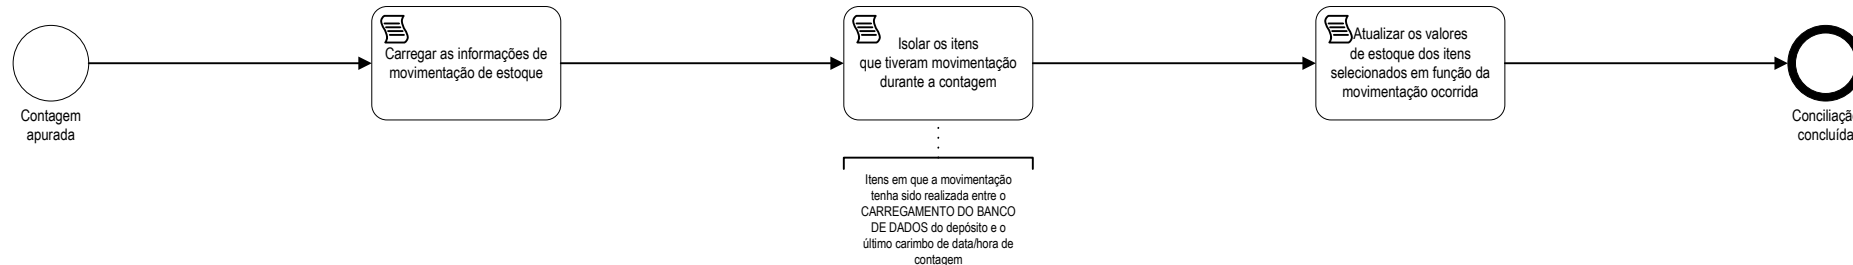 Contagem
apurada
Carregar as informações de
movimentação de estoque
Isolar os itens
que tiveram movimentação
durante a contagem
Itens em que a movimentação
tenha sido realizada entre o
CARREGAMENTO DO BANCO
DE DADOS do depósito e o
último carimbo de data/hora de
contagem
Atualizar os valores
de estoque dos itens
selecionados em função da
movimentação ocorrida
Conciliaçã
concluída